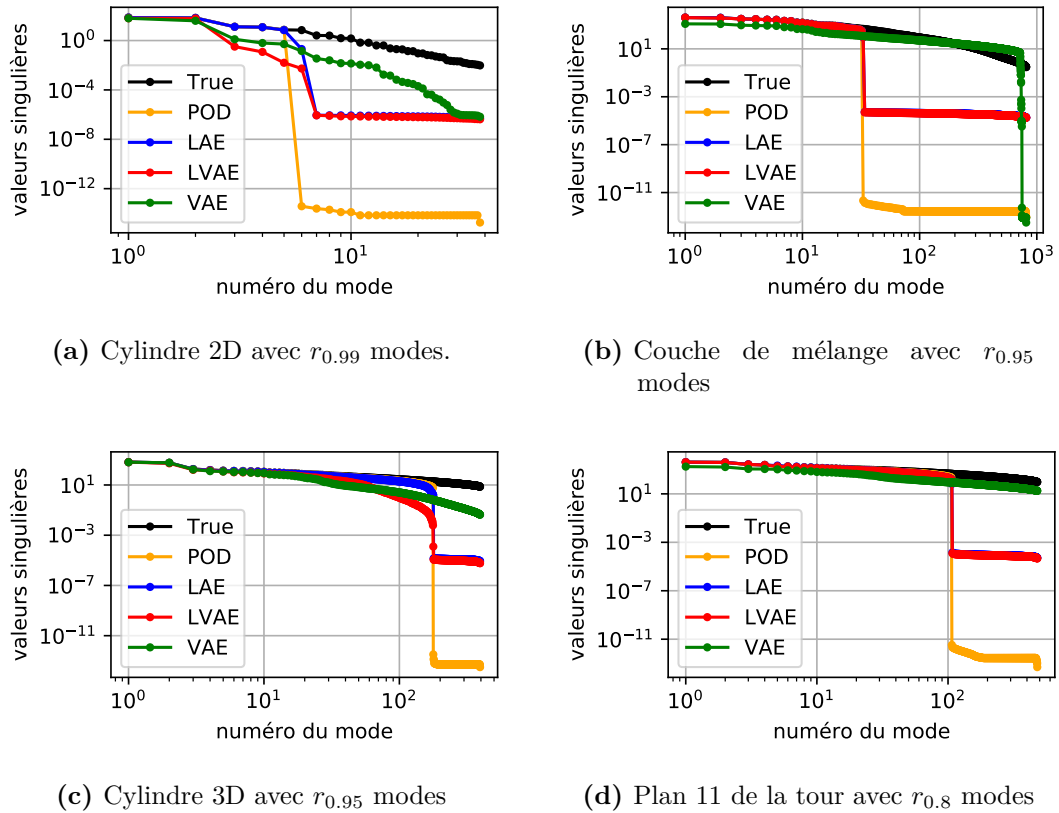 valeurs singulières
10^0
10^-4
10^-8
10^-12
True
POD
LAE
LVAE
VAE
10^0
10^1
numéro du mode
(a) Cylindre 2D avec r_0.99 modes.
valeurs singulières
10^1
10^-3
10^-7
10^-11
True
POD
LAE
LVAE
VAE
10^0
10^1
10^2
10^3
numéro du mode
(b) Couche de mélange avec r_0.95
modes
valeurs singulières
10^1
10^-3
10^-7
10^-11
True
POD
LAE
LVAE
VAE
10^0
10^1
10^2
numéro du mode
(c) Cylindre 3D avec r_0.95 modes
valeurs singulières
10^1
10^-3
10^-7
10^-11
True
POD
LAE
LVAE
VAE
10^0
10^1
10^2
numéro du mode
(d) Plan 11 de la tour avec r_0.8 modes